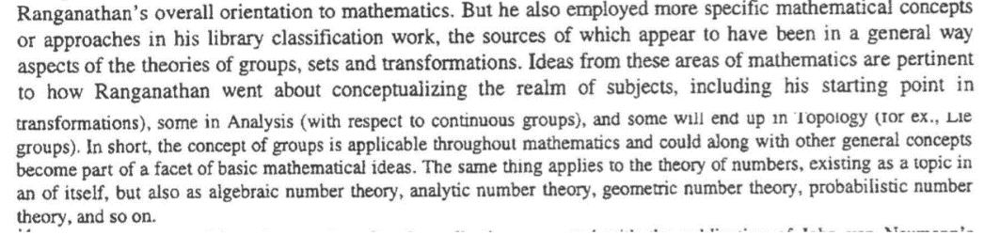 Ranganathan's overall orientation to mathematics. But he also employed more specific mathematical concepts
or approaches in his library classification work, the sources of which appear to have been in a general way
aspects of the theories of groups, sets and transformations. Ideas from these areas of mathematics are pertinent
to how Ranganathan went about conceptualizing the realm of subjects, including his starting point in
transformations), some in Analysis (with respect to continuous groups), and some will end up in Topology (for ex., Lie
groups). In short, the concept of groups is applicable throughout mathematics and could along with other general concepts
become part of a facet of basic mathematical ideas. The same thing applies to the theory of numbers, existing as a topic in
an of itself, but also as algebraic number theory, analytic number theory, geometric number theory, probabilistic number
theory, and so on.